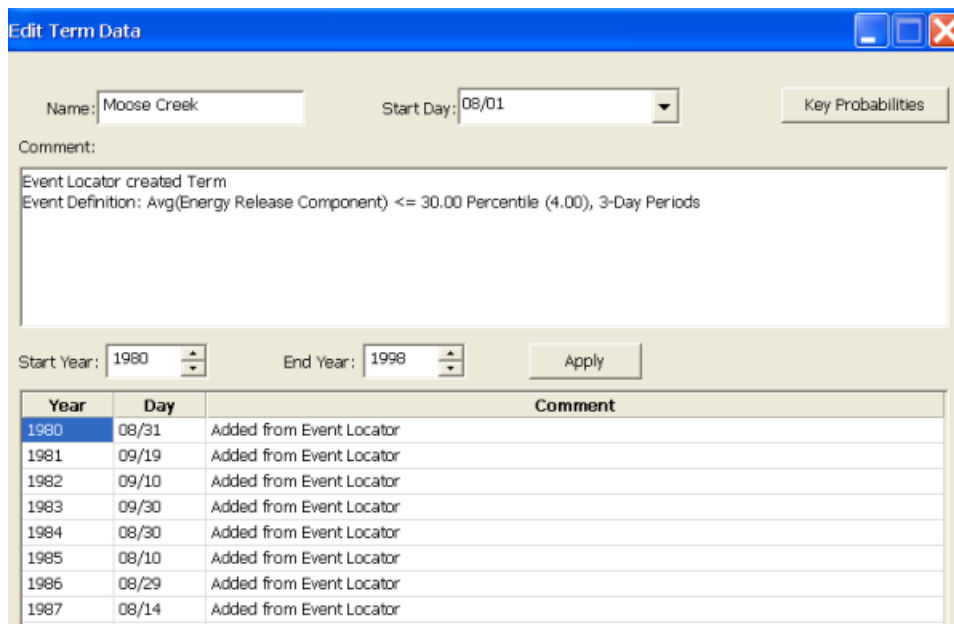 Edit Term Data
Name: Moose Creek Start Day: 08/01 Key Probabilities
Comment:
Event Locator created Term
Event Definition: Avg(Energy Release Component) <= 30.00 Percentile (4.00), 3-Day Periods
Start Year: 1980 End Year: 1998 Apply
Year Day Comment
1980 08/31 Added from Event Locator
1981 09/19 Added from Event Locator
1982 09/10 Added from Event Locator
1983 09/30 Added from Event Locator
1984 08/30 Added from Event Locator
1985 08/10 Added from Event Locator
1986 08/29 Added from Event Locator
1987 08/14 Added from Event Locator